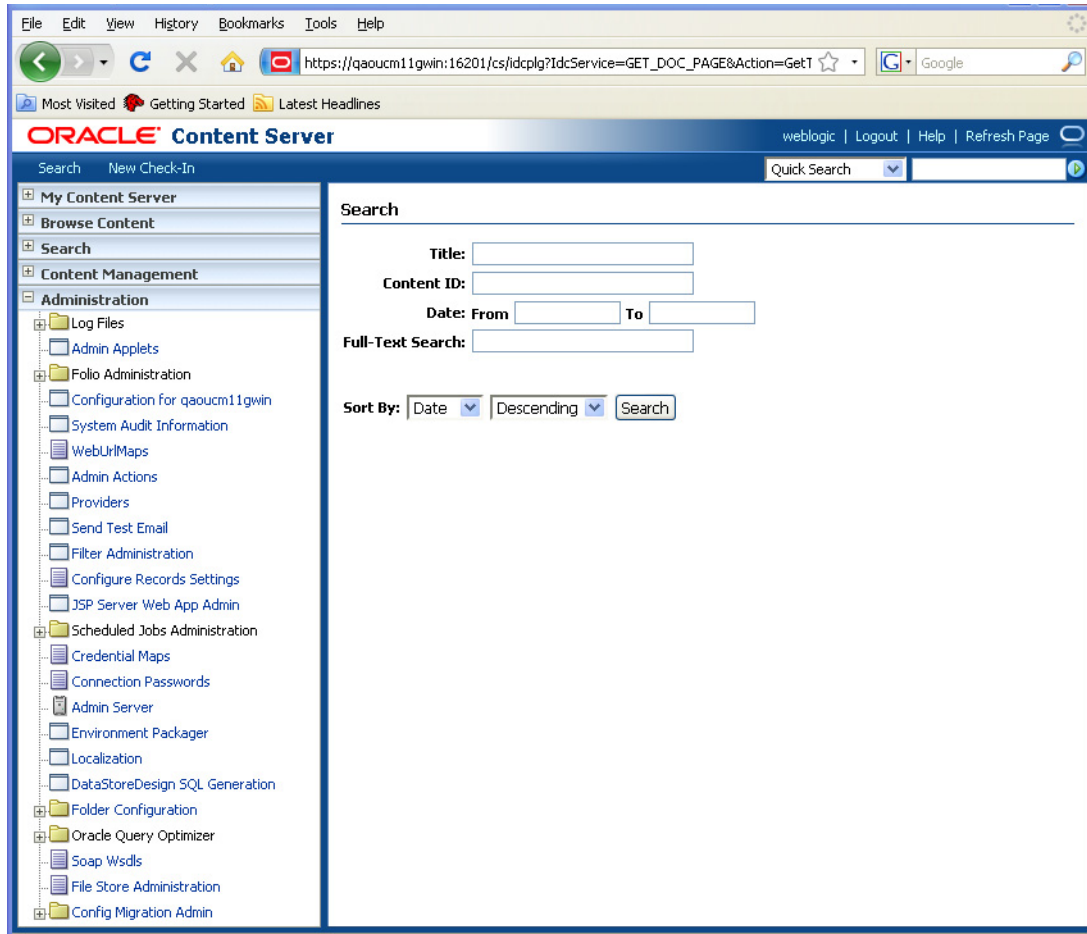 File Edit View History Bookmarks Tools Help
https://qaoucm11gwin:16201/cs/idcplg?IdcService=GET_DOC_PAGE&Action=GetT
G Google
Most Visited Getting Started Latest Headlines
ORACLE Content Server
weblogic | Logout | Help | Refresh Page
Search New Check-In
Quick Search
My Content Server
Browse Content
Search
Content Management
Administration
Log Files
Admin Applets
Folio Administration
Configuration for qaoucm11gwin
System Audit Information
WebUrlMaps
Admin Actions
Providers
Send Test Email
Filter Administration
Configure Records Settings
JSP Server Web App Admin
Scheduled Jobs Administration
Credential Maps
Connection Passwords
Admin Server
Environment Packager
Localization
DataStoreDesign SQL Generation
Folder Configuration
Oracle Query Optimizer
Soap Wsdls
File Store Administration
Config Migration Admin
Search
Title:
Content ID:
Date: From To
Full-Text Search:
Sort By: Date Descending Search